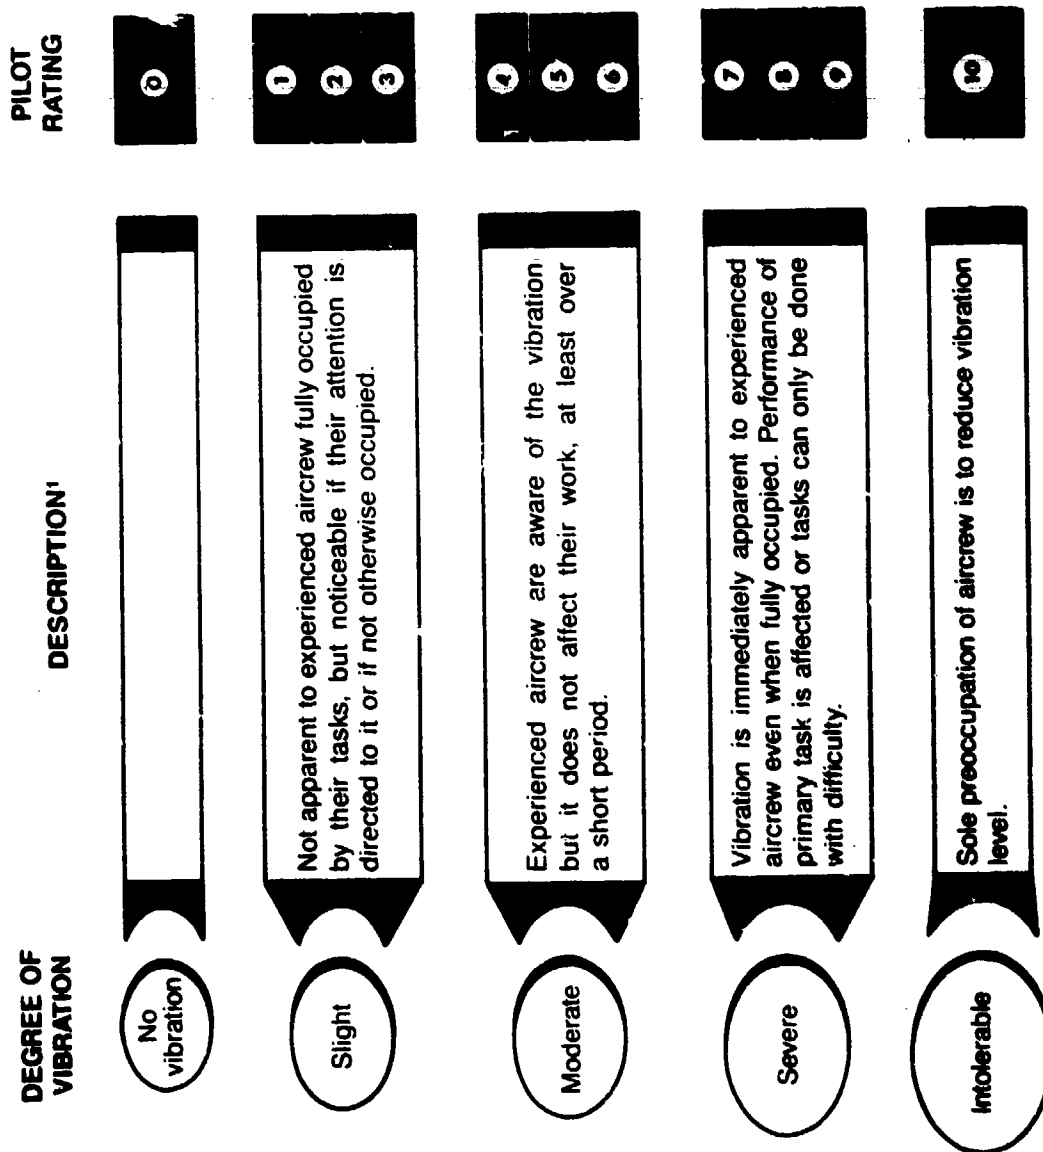 DEGREE OF
VIBRATION
DESCRIPTION¹
PILOT
RATING
No
vibration
0
Slight
Not apparent to experienced aircrew fully occupied
by their tasks, but noticeable if their attention is
directed to it or if not otherwise occupied.
1
2
3
Moderate
Experienced aircrew are aware of the vibration
but it does not affect their work, at least over
a short period.
4
5
6
Severe
Vibration is immediately apparent to experienced
aircrew even when fully occupied. Performance of
primary task is affected or tasks can only be done
with difficulty.
7
8
9
Intolerable
Sole preoccupation of aircrew is to reduce vibration
level.
10